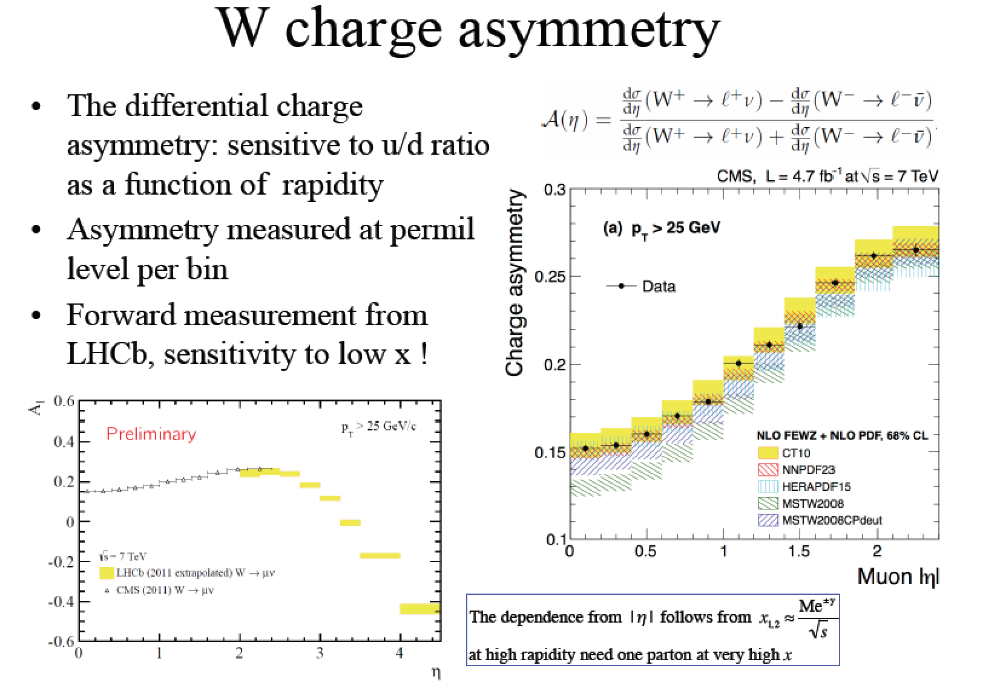 W charge asymmetry
• The differential charge
asymmetry: sensitive to u/d ratio
as a function of rapidity
• Asymmetry measured at permil
level per bin
• Forward measurement from
LHCb, sensitivity to low x !
A(η) = dσ/dη(W⁺ → ℓ⁺ν) − dσ/dη(W⁻ → ℓ⁻ν̄) / dσ/dη(W⁺ → ℓ⁺ν) + dσ/dη(W⁻ → ℓ⁻ν̄).
CMS, L = 4.7 fb⁻¹ at √s = 7 TeV
Charge asymmetry
0.3
0.25
0.2
0.15
0.1
(a) p_T > 25 GeV
Data
NLO FEWZ + NLO PDF, 68% CL
CT10
NNPDF23
HERAPDF15
MSTW2008
MSTW2008CPdeut
0 0.5 1 1.5 2
Muon |η|
A_l
0.6
0.4
0.2
0
-0.2
-0.4
-0.6
Preliminary
p_T > 25 GeV/c
√s = 7 TeV
LHCb (2011 extrapolated) W → μν
CMS (2011) W → μν
0 1 2 3 4
η
The dependence from |η| follows from x₁,₂ ≈ Me^±y / √s
at high rapidity need one parton at very high x